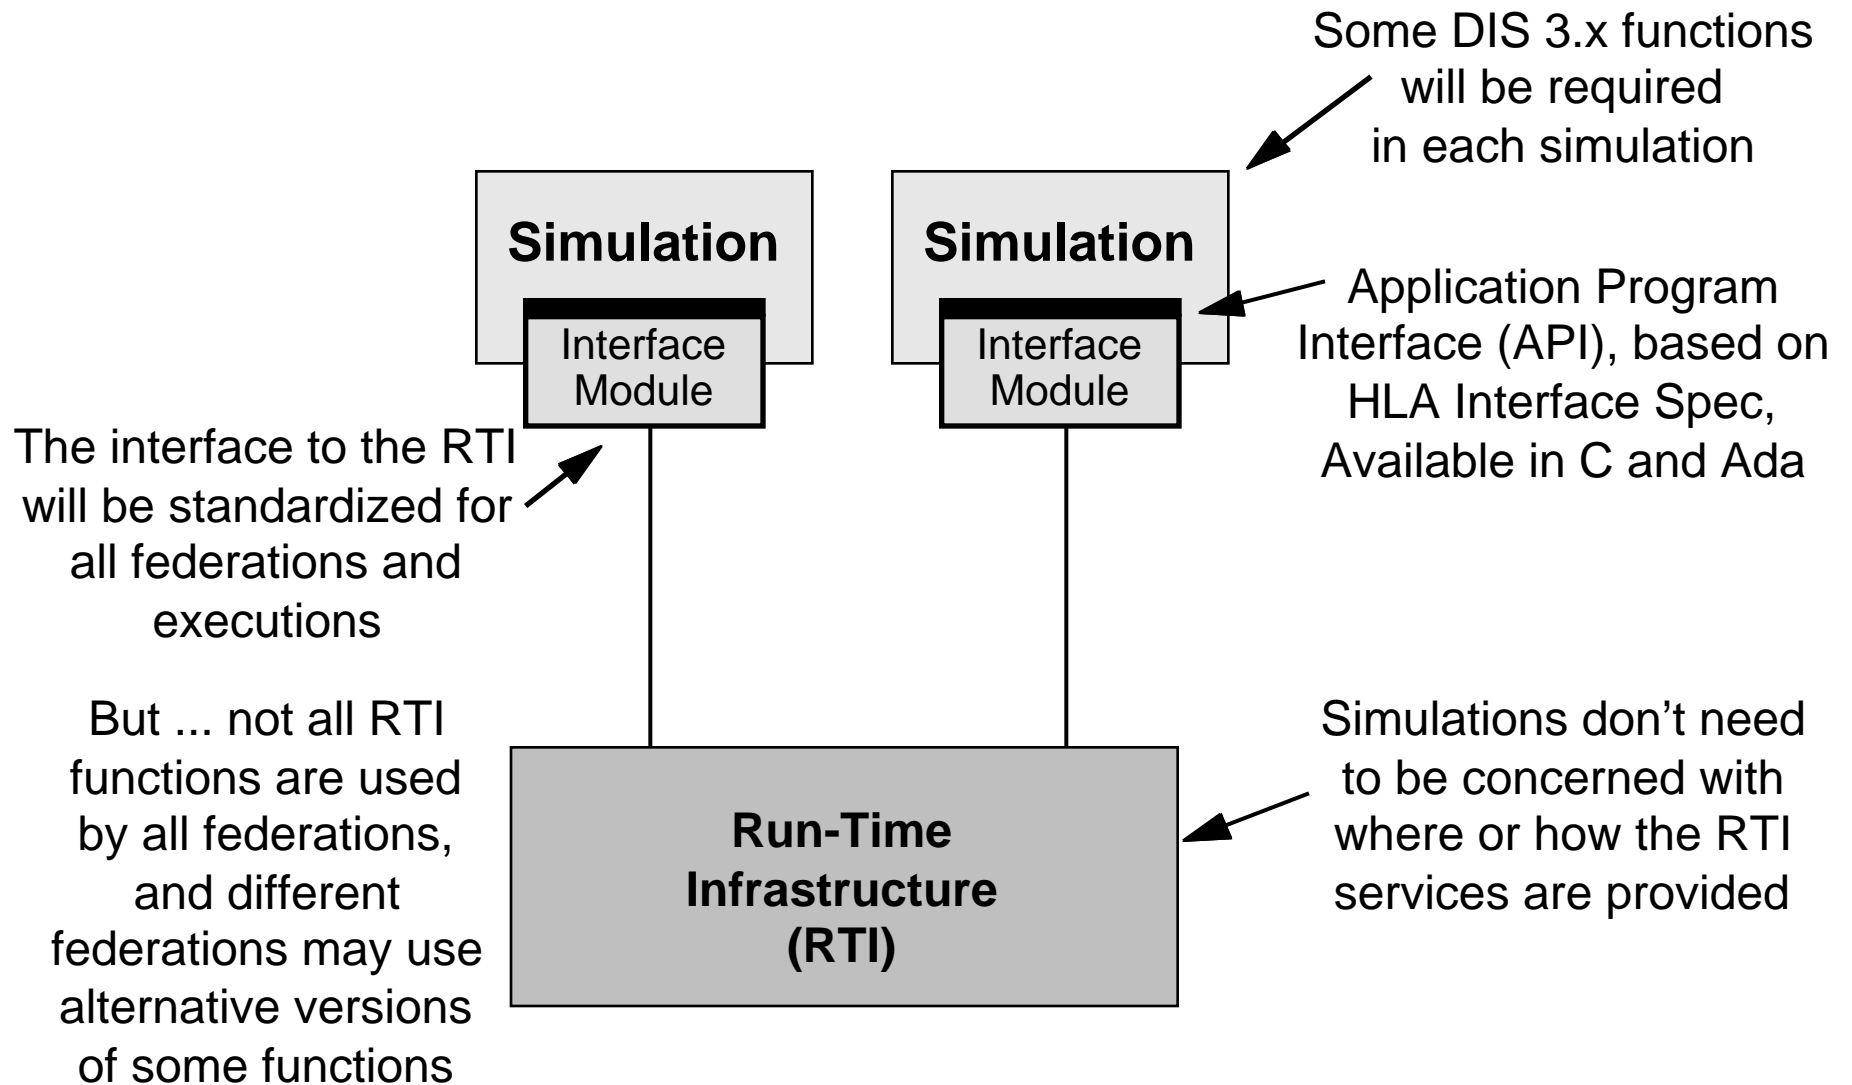 Some DIS 3.x functions
will be required
in each simulation
Simulation
Simulation
Interface
Module
Interface
Module
Application Program
Interface (API), based on
HLA Interface Spec,
Available in C and Ada
The interface to the RTI
will be standardized for
all federations and
executions
But ... not all RTI
functions are used
by all federations,
and different
federations may use
alternative versions
of some functions
Run-Time
Infrastructure
(RTI)
Simulations don’t need
to be concerned with
where or how the RTI
services are provided